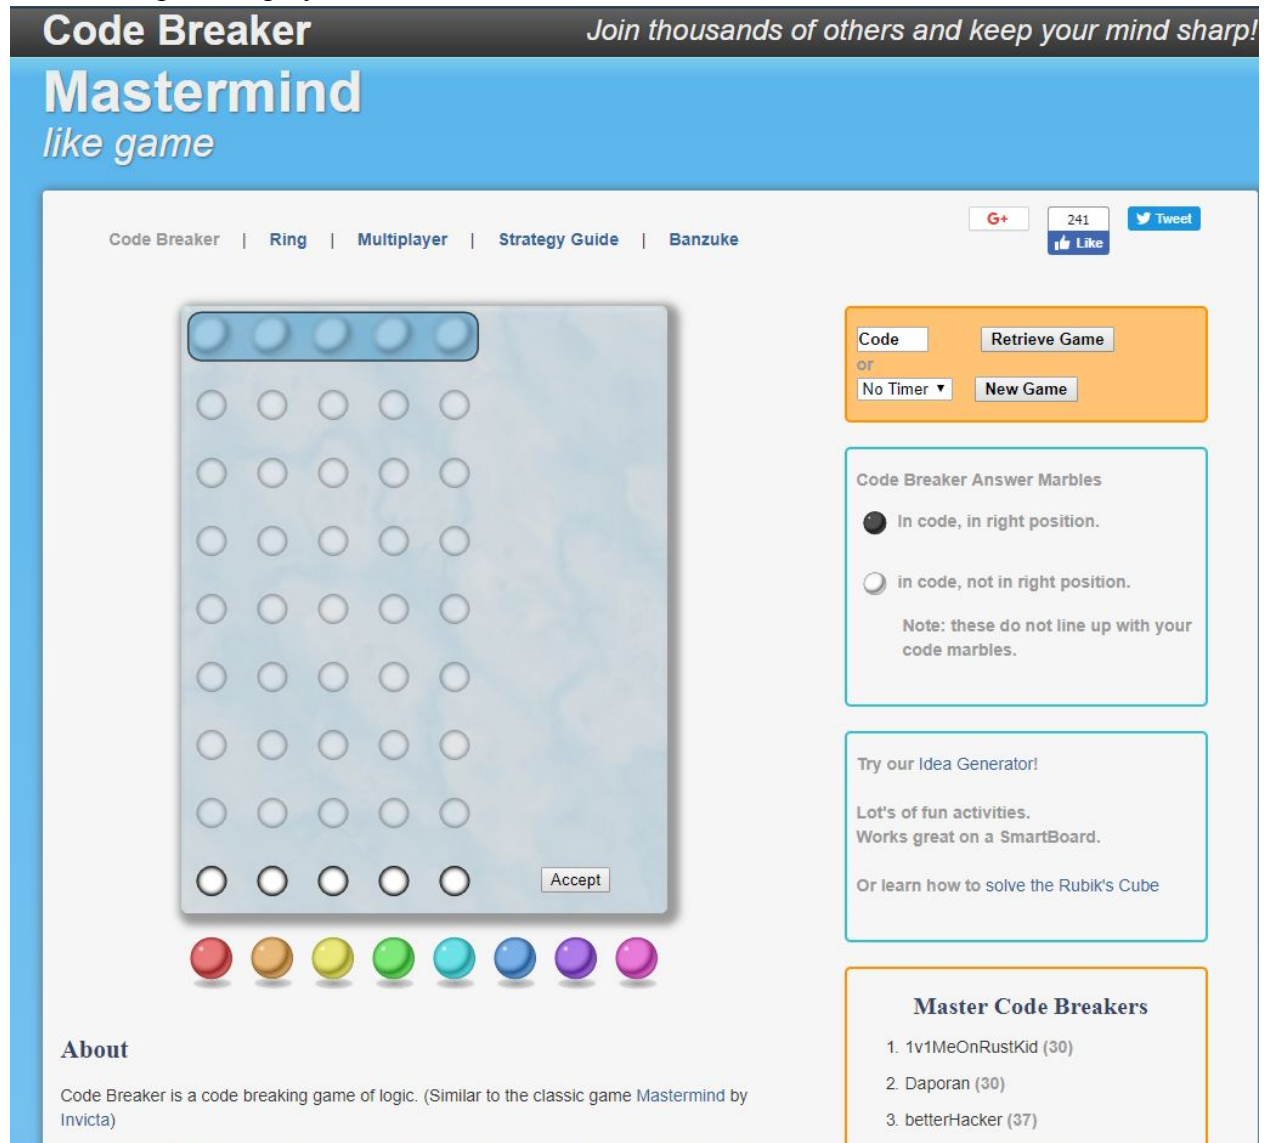 Code Breaker
Join thousands of others and keep your mind sharp!
Mastermind
like game
Code Breaker | Ring | Multiplayer | Strategy Guide | Banzuke
G+
241
Like
Tweet
Code
Retrieve Game
or
No Timer
New Game
Code Breaker Answer Marbles
In code, in right position.
in code, not in right position.
Note: these do not line up with your
code marbles.
Try our Idea Generator!
Lot's of fun activities.
Works great on a SmartBoard.
Or learn how to solve the Rubik's Cube
Accept
Master Code Breakers
1. 1v1MeOnRustKid (30)
2. Daporan (30)
3. betterHacker (37)
About
Code Breaker is a code breaking game of logic. (Similar to the classic game Mastermind by
Invicta)